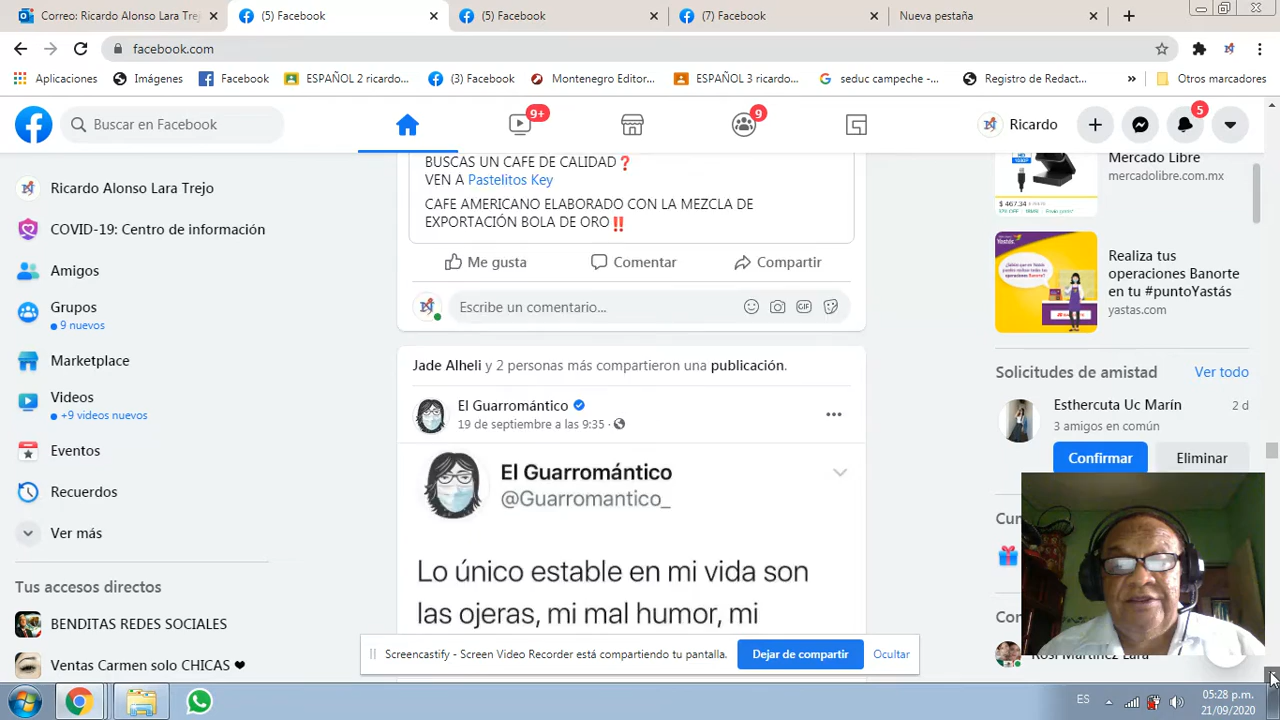 Correo: Ricardo Alonso Lara Trejo
(5) Facebook
(5) Facebook
(7) Facebook
Nueva pestaña
facebook.com
Aplicaciones
Imágenes
Facebook
ESPAÑOL 2 ricardo...
(3) Facebook
Montenegro Editor...
ESPAÑOL 3 ricardo...
seduc campeche -...
Registro de Redact...
»
Otros marcadores
Buscar en Facebook
9+
9
Ricardo
5
Ricardo Alonso Lara Trejo
COVID-19: Centro de información
Amigos
Grupos
9 nuevos
Marketplace
Videos
+9 videos nuevos
Eventos
Recuerdos
Ver más
Tus accesos directos
BENDITAS REDES SOCIALES
Ventas Carmen solo CHICAS ❤
BUSCAS UN CAFE DE CALIDAD❓
VEN A Pastelitos Key
CAFE AMERICANO ELABORADO CON LA MEZCLA DE
EXPORTACIÓN BOLA DE ORO‼
Me gusta
Comentar
Compartir
Escribe un comentario...
GIF
Jade Alheli y 2 personas más compartieron una publicación.
El Guarromántico
19 de septiembre a las 9:35 ·
El Guarromántico
@Guarromantico_
Lo único estable en mi vida son
las ojeras, mi mal humor, mi
Screencastify - Screen Video Recorder está compartiendo tu pantalla.
Dejar de compartir
Ocultar
Mercado Libre
mercadolibre.com.mx
$ 467.34
Realiza tus
operaciones Banorte
en tu #puntoYastás
yastas.com
Solicitudes de amistad
Ver todo
Esthercuta Uc Marín
2 d
3 amigos en común
Confirmar
Eliminar
Cu
Co
Rosi Martínez Lara
ES
05:28 p.m.
21/09/2020